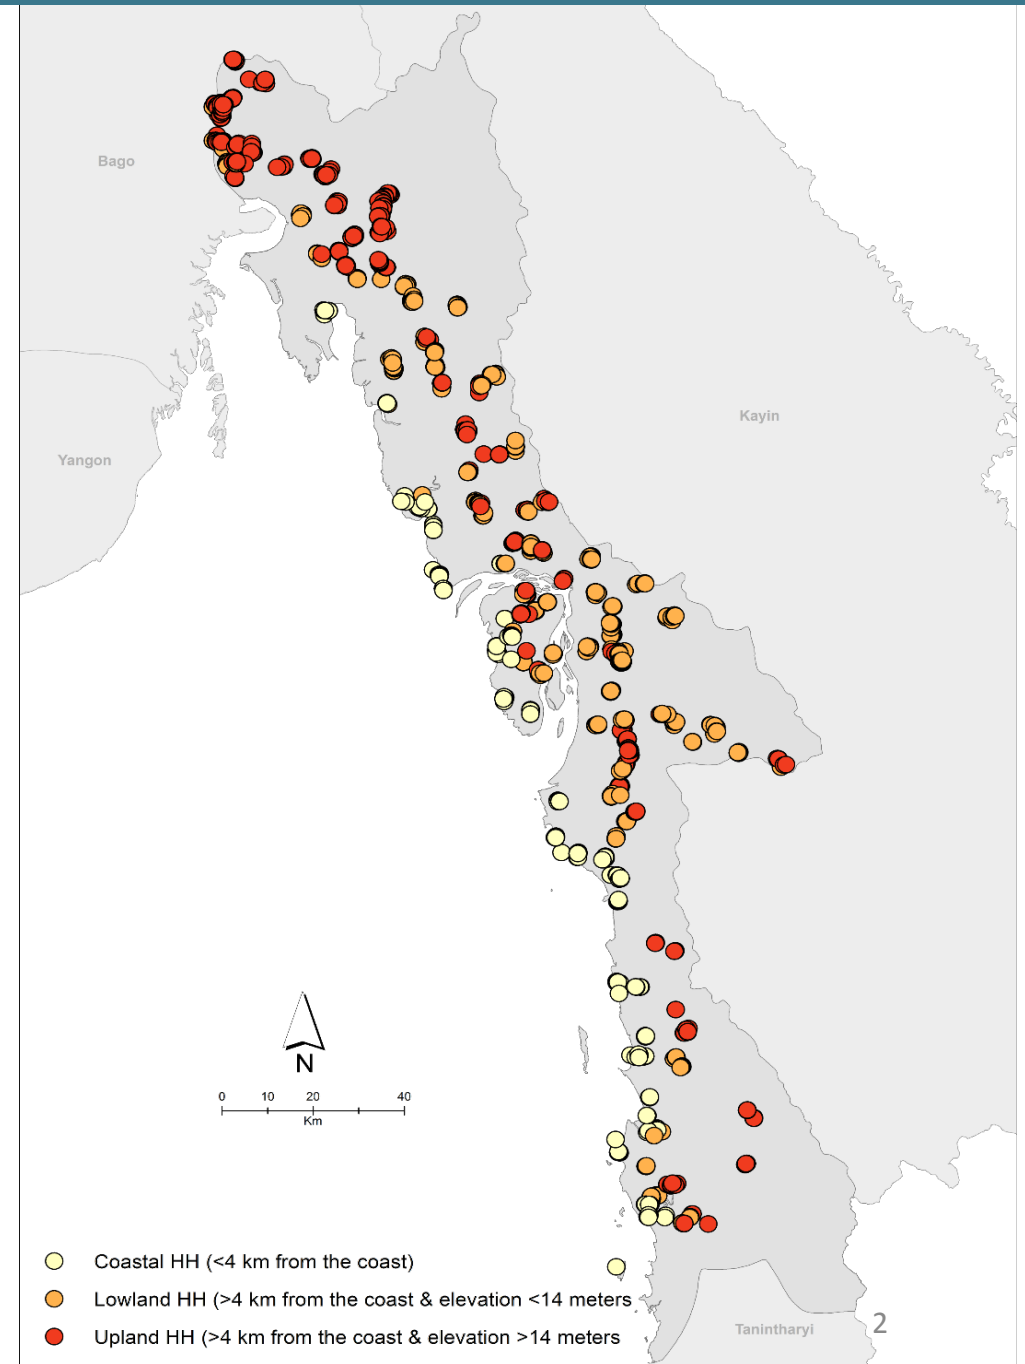 Bago
Kayin
Yangon
N
0 10 20 40
Km
Coastal HH (<4 km from the coast)
Lowland HH (>4 km from the coast & elevation <14 meters
Upland HH (>4 km from the coast & elevation >14 meters
Tanintharyi
2